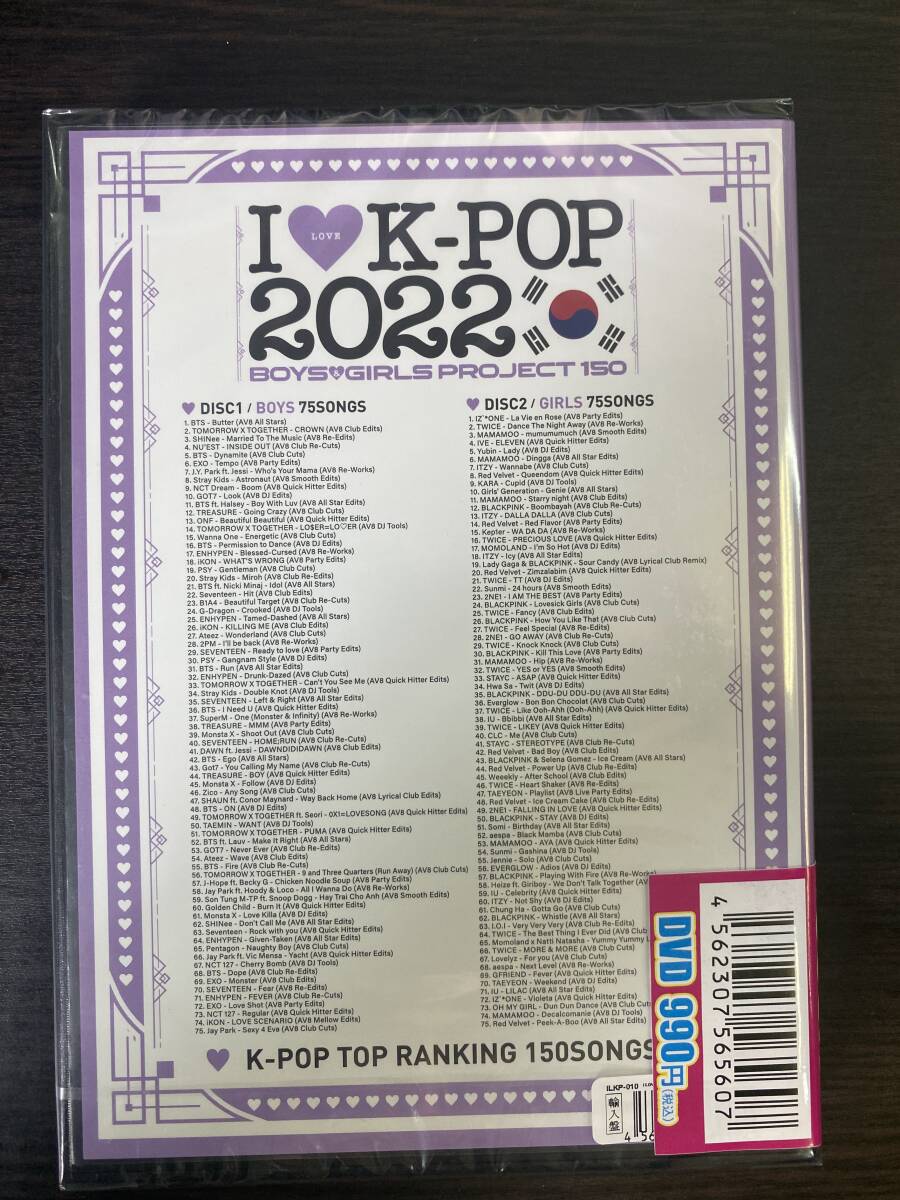 I LOVE K-POP
2022
BOYS & GIRLS PROJECT 150
DISC1 / BOYS 75SONGS
1. BTS - Butter (AV8 All Stars)
2. TOMORROW X TOGETHER - CROWN (AV8 Club Edits)
3. SHINee - Married To The Music (AV8 Re-Edits)
4. NU'EST - INSIDE OUT (AV8 Club Re-Cuts)
5. BTS - Dynamite (AV8 Club Cuts)
6. EXO - Tempo (AV8 Party Edits)
7. J.Y. Park ft. Jessi - Who's Your Mama (AV8 Re-Works)
8. Stray Kids - Astronaut (AV8 Smooth Edits)
9. NCT Dream - Boom (AV8 Quick Hitter Edits)
10. GOT7 - Look (AV8 DJ Edits)
11. BTS ft. Halsey - Boy With Luv (AV8 All Star Edits)
12. TREASURE - Going Crazy (AV8 Club Cuts)
13. ONF - Beautiful Beautiful (AV8 Quick Hitter Edits)
14. TOMORROW X TOGETHER - LO$ER=LO♡ER (AV8 DJ Tools)
15. Wanna One - Energetic (AV8 Club Cuts)
16. BTS - Permission to Dance (AV8 DJ Edits)
17. ENHYPEN - Blessed-Cursed (AV8 Re-Works)
18. iKON - WHAT'S WRONG (AV8 Party Edits)
19. PSY - Gentleman (AV8 Club Cuts)
20. Stray Kids - Miroh (AV8 Club Re-Edits)
21. BTS ft. Nicki Minaj - Idol (AV8 All Stars)
22. Seventeen - Hit (AV8 Club Edits)
23. B1A4 - Beautiful Target (AV8 Club Re-Cuts)
24. G-Dragon - Crooked (AV8 DJ Tools)
25. ENHYPEN - Tamed-Dashed (AV8 All Stars)
26. iKON - KILLING ME (AV8 Club Edits)
27. Ateez - Wonderland (AV8 Club Cuts)
28. 2PM - I'll be back (AV8 Re-Works)
29. SEVENTEEN - Ready to love (AV8 Party Edits)
30. PSY - Gangnam Style (AV8 DJ Edits)
31. BTS - Run (AV8 All Star Edits)
32. ENHYPEN - Drunk-Dazed (AV8 Club Cuts)
33. TOMORROW X TOGETHER - Can't You See Me (AV8 Quick Hitter Edits)
34. Stray Kids - Double Knot (AV8 DJ Tools)
35. SEVENTEEN - Left & Right (AV8 All Star Edits)
36. BTS - I Need U (AV8 Quick Hitter Edits)
37. SuperM - One (Monster & Infinity) (AV8 Re-Works)
38. TREASURE - MMM (AV8 Party Edits)
39. Monsta X - Shoot Out (AV8 Club Cuts)
40. SEVENTEEN - HOME;RUN (AV8 Club Re-Cuts)
41. DAWN ft. Jessi - DAWNDIDIDAWN (AV8 Club Edits)
42. BTS - Ego (AV8 All Stars)
43. Got7 - You Calling My Name (AV8 Club Re-Cuts)
44. TREASURE - BOY (AV8 Quick Hitter Edits)
45. Monsta X - Follow (AV8 DJ Edits)
46. Zico - Any Song (AV8 Club Cuts)
47. SHAUN ft. Conor Maynard - Way Back Home (AV8 Lyrical Club Edits)
48. BTS - ON (AV8 DJ Edits)
49. TOMORROW X TOGETHER ft. Seori - 0X1=LOVESONG (AV8 Quick Hitter Edits)
50. TAEMIN - WANT (AV8 DJ Tools)
51. TOMORROW X TOGETHER - PUMA (AV8 Quick Hitter Edits)
52. BTS ft. Lauv - Make It Right (AV8 All Stars)
53. GOT7 - Never Ever (AV8 Club Re-Edits)
54. Ateez - Wave (AV8 Club Edits)
55. BTS - Fire (AV8 Club Re-Cuts)
56. TOMORROW X TOGETHER - 9 and Three Quarters (Run Away) (AV8 Club Cuts)
57. J-Hope ft. Becky G - Chicken Noodle Soup (AV8 Party Edits)
58. Jay Park ft. Hoody & Loco - All I Wanna Do (AV8 Re-Works)
59. Son Tung M-TP ft. Snoop Dogg - Hay Trai Cho Anh (AV8 Smooth Edits)
60. Golden Child - Burn It (AV8 Quick Hitter Edits)
61. Monsta X - Love Killa (AV8 DJ Edits)
62. SHINee - Don't Call Me (AV8 All Star Edits)
63. Seventeen - Rock with you (AV8 Quick Hitter Edits)
64. ENHYPEN - Given-Taken (AV8 All Star Edits)
65. Pentagon - Naughty Boy (AV8 Club Cuts)
66. Jay Park ft. Vic Mensa - Yacht (AV8 Quick Hitter Edits)
67. NCT 127 - Cherry Bomb (AV8 DJ Tools)
68. BTS - Dope (AV8 Club Re-Edits)
69. EXO - Monster (AV8 Club Edits)
70. SEVENTEEN - Fear (AV8 Re-Edits)
71. ENHYPEN - FEVER (AV8 Club Re-Cuts)
72. EXO - Love Shot (AV8 Party Edits)
73. NCT 127 - Regular (AV8 Quick Hitter Edits)
74. iKON - LOVE SCENARIO (AV8 Mellow Edits)
75. Jay Park - Sexy 4 Eva (AV8 Club Cuts)
DISC2 / GIRLS 75SONGS
1. IZ*ONE - La Vie en Rose (AV8 Party Edits)
2. TWICE - Dance The Night Away (AV8 Re-Works)
3. MAMAMOO - mumumumuch (AV8 Smooth Edits)
4. IVE - ELEVEN (AV8 Quick Hitter Edits)
5. Yubin - Lady (AV8 DJ Edits)
6. MAMAMOO - Dingga (AV8 All Star Edits)
7. ITZY - Wannabe (AV8 Club Cuts)
8. Red Velvet - Queendom (AV8 Quick Hitter Edits)
9. KARA - Cupid (AV8 DJ Tools)
10. Girls' Generation - Genie (AV8 All Stars)
11. MAMAMOO - Starry night (AV8 Club Edits)
12. BLACKPINK - Boombayah (AV8 Club Re-Cuts)
13. ITZY - DALLA DALLA (AV8 Club Cuts)
14. Red Velvet - Red Flavor (AV8 Party Edits)
15. Kepler - WA DA DA (AV8 Re-Works)
16. TWICE - PRECIOUS LOVE (AV8 Quick Hitter Edits)
17. MOMOLAND - I'm So Hot (AV8 DJ Edits)
18. ITZY - Icy (AV8 All Star Edits)
19. Lady Gaga & BLACKPINK - Sour Candy (AV8 Lyrical Club Remix)
20. Red Velvet - Zimzalabim (AV8 Quick Hitter Edits)
21. TWICE - TT (AV8 DJ Edits)
22. Sunmi - 24 hours (AV8 Smooth Edits)
23. 2NE1 - I AM THE BEST (AV8 Party Edits)
24. BLACKPINK - Lovesick Girls (AV8 Club Cuts)
25. TWICE - Fancy (AV8 Club Edits)
26. BLACKPINK - How You Like That (AV8 Club Cuts)
27. TWICE - Feel Special (AV8 Re-Edits)
28. 2NE1 - GO AWAY (AV8 Club Re-Cuts)
29. TWICE - Knock Knock (AV8 Club Cuts)
30. BLACKPINK - Kill This Love (AV8 Party Edits)
31. MAMAMOO - Hip (AV8 Re-Works)
32. TWICE - YES or YES (AV8 Smooth Edits)
33. STAYC - ASAP (AV8 Quick Hitter Edits)
34. Hwa Sa - Twit (AV8 DJ Edits)
35. BLACKPINK - DDU-DU DDU-DU (AV8 All Star Edits)
36. Everglow - Bon Bon Chocolat (AV8 Club Cuts)
37. TWICE - Like Ooh-Ahh (Ooh-Ahh) (AV8 Quick Hitter Edits)
38. IU - Bbibbi (AV8 All Star Edits)
39. TWICE - LIKEY (AV8 Quick Hitter Edits)
40. CLC - Me (AV8 Club Cuts)
41. STAYC - STEREOTYPE (AV8 Club Re-Cuts)
42. Red Velvet - Bad Boy (AV8 Club Edits)
43. BLACKPINK & Selena Gomez - Ice Cream (AV8 All Stars)
44. Red Velvet - Power Up (AV8 Club Re-Edits)
45. Weeekly - After School (AV8 Club Edits)
46. TWICE - Heart Shaker (AV8 Re-Edits)
47. TAEYEON - Playlist (AV8 Live Party Edits)
48. Red Velvet - Ice Cream Cake (AV8 Club Re-Edits)
49. 2NE1 - FALLING IN LOVE (AV8 Quick Hitter Edits)
50. BLACKPINK - STAY (AV8 DJ Edits)
51. Somi - Birthday (AV8 All Star Edits)
52. aespa - Black Mamba (AV8 Club Cuts)
53. MAMAMOO - AYA (AV8 Quick Hitter Edits)
54. Sunmi - Gashina (AV8 DJ Tools)
55. Jennie - Solo (AV8 Club Cuts)
56. EVERGLOW - Adios (AV8 DJ Edits)
57. BLACKPINK - Playing With Fire (AV8 Re-Works)
58. Heize ft. Giriboy - We Don't Talk Together (AV8
59. IU - Celebrity (AV8 Quick Hitter Edits)
60. ITZY - Not Shy (AV8 DJ Edits)
61. Chung Ha - Gotta Go (AV8 Club Cuts)
62. BLACKPINK - Whistle (AV8 All Stars)
63. I.O.I - Very Very Very (AV8 Club Re-Edits)
64. TWICE - The Best Thing I Ever Did (AV8 Club
65. Momoland x Natti Natasha - Yummy Yummy L
66. TWICE - MORE & MORE (AV8 Club Cuts)
67. Lovelyz - For you (AV8 Club Cuts)
68. aespa - Next Level (AV8 Re-Works)
69. GFRIEND - Fever (AV8 Quick Hitter Edits)
70. TAEYEON - Weekend (AV8 DJ Edits)
71. IU - LILAC (AV8 All Star Edits)
72. IZ*ONE - Violeta (AV8 Quick Hitter Edits)
73. OH MY GIRL - Dun Dun Dance (AV8 Club Cuts)
74. MAMAMOO - Decalcomanie (AV8 DJ Tools)
75. Red Velvet - Peek-A-Boo (AV8 All Star Edits)
K-POP TOP RANKING 150SONGS
ILKP-010
輸入盤
4 56
DVD 990円(税込)
4 562307 565607